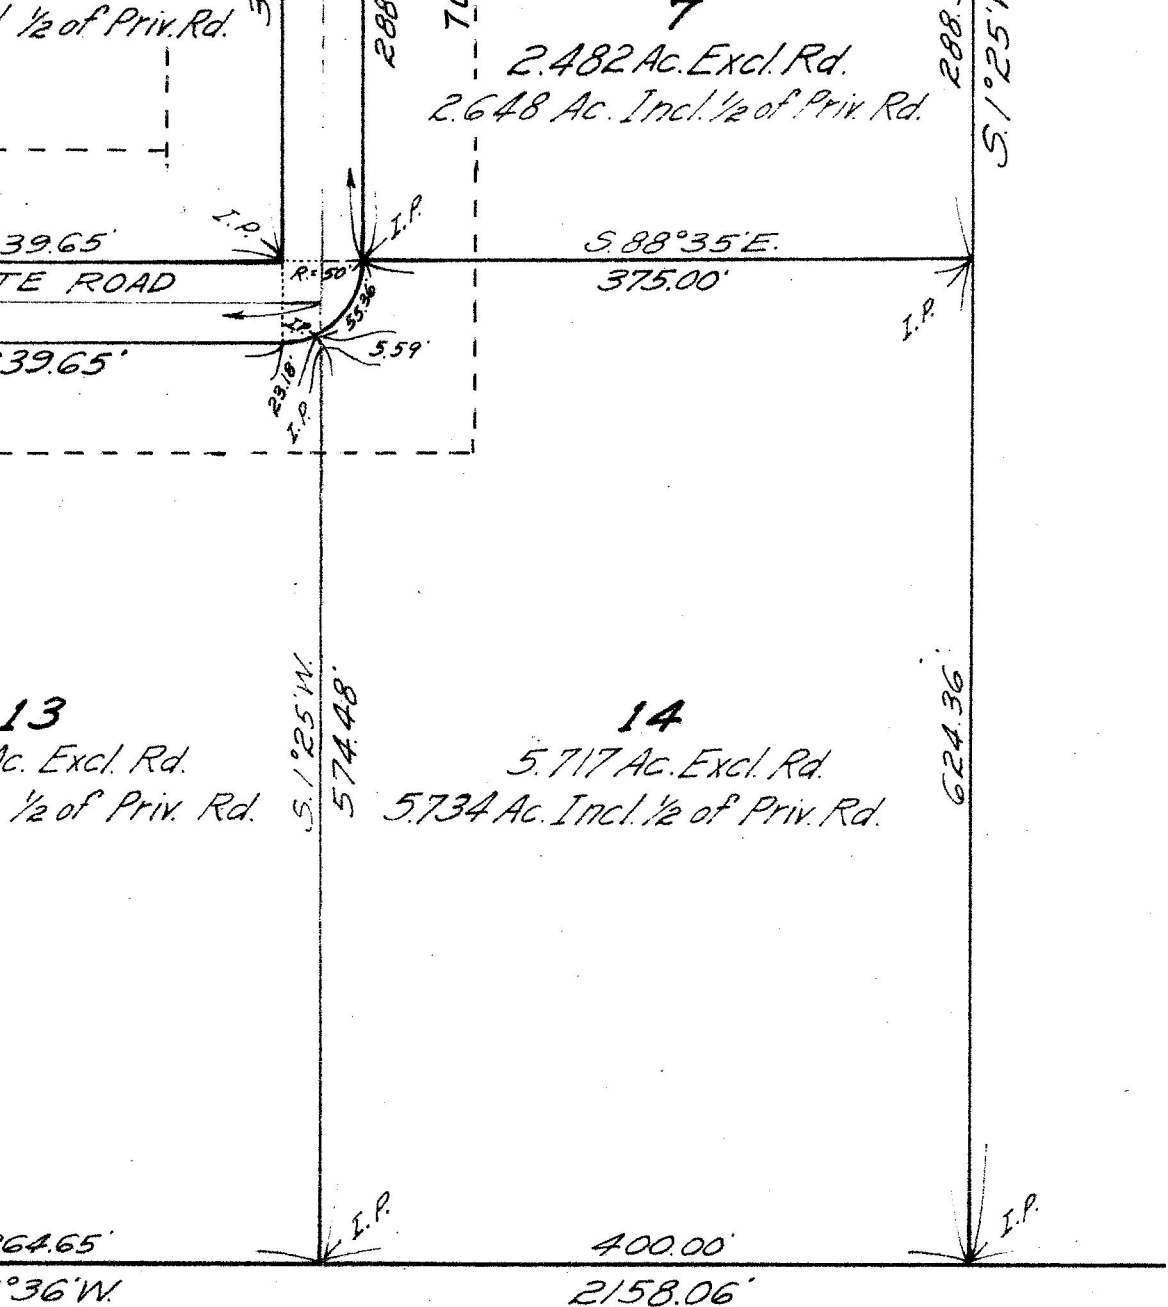 ½ of Priv. Rd.
288
7
2.482 Ac. Excl. Rd.
2.648 Ac. Incl. ½ of Priv. Rd.
288.
S.1°25'
I.P.
I.P.
39.65'
TE ROAD
39.65'
R.=50'
S.88°35'E.
375.00'
I.P.
I.P.
55.36'
5.59'
23.18'
I.P.
S.1°25'W.
574.48'
13
Ac. Excl. Rd.
½ of Priv. Rd.
14
5.717 Ac. Excl. Rd.
5.734 Ac. Incl. ½ of Priv. Rd.
624.36'
I.P.
I.P.
64.65'
°36'W.
400.00'
2158.06'